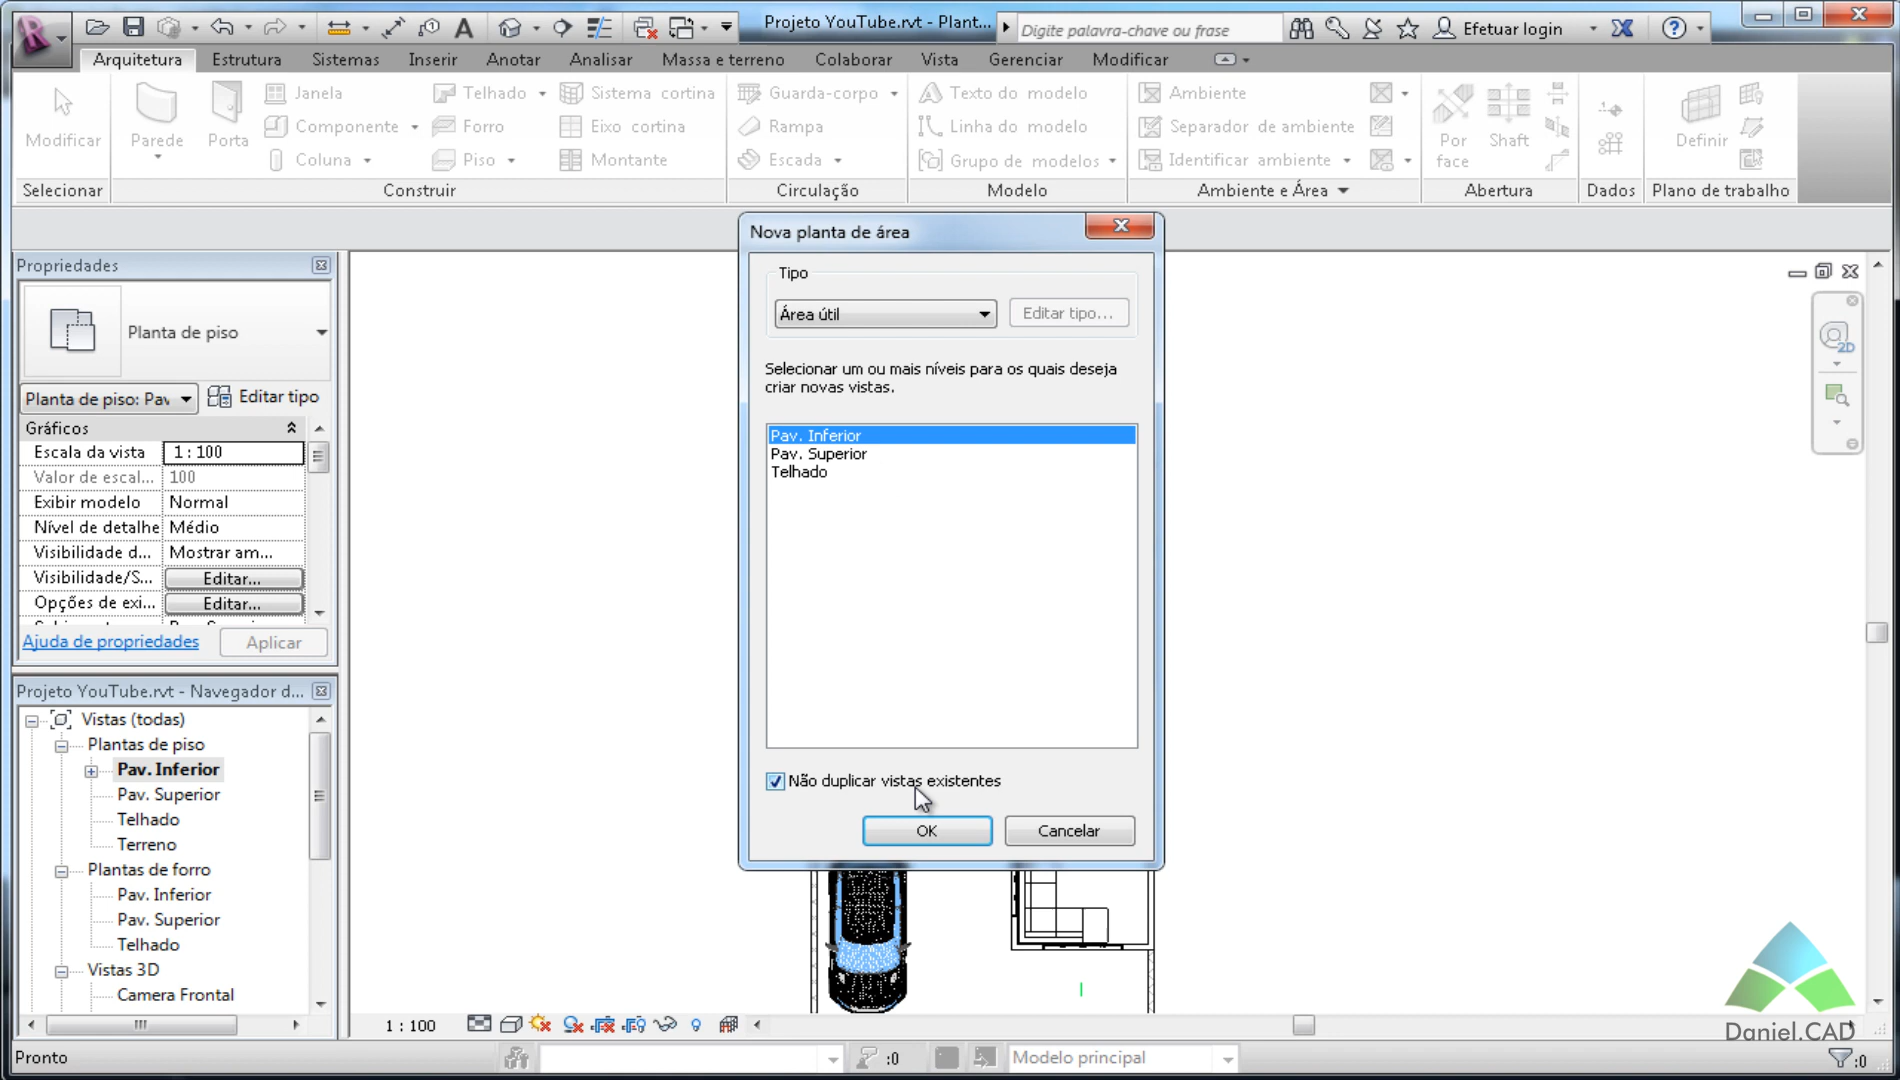 Projeto YouTube.rvt - Plant...
Digite palavra-chave ou frase
Efetuar login
Arquitetura
Estrutura
Sistemas
Inserir
Anotar
Analisar
Massa e terreno
Colaborar
Vista
Gerenciar
Modificar
Modificar
Parede
Porta
Janela
Componente
Coluna
Telhado
Forro
Piso
Sistema cortina
Eixo cortina
Montante
Guarda-corpo
Rampa
Escada
Texto do modelo
Linha do modelo
Grupo de modelos
Ambiente
Separador de ambiente
Identificar ambiente
Por
face
Shaft
Definir
Selecionar
Construir
Circulação
Modelo
Ambiente e Área
Abertura
Dados
Plano de trabalho
Propriedades
Planta de piso
Planta de piso: Pav
Editar tipo
Gráficos
Escala da vista
1 : 100
Valor de escal...
100
Exibir modelo
Normal
Nível de detalhe
Médio
Visibilidade d...
Mostrar am...
Visibilidade/S...
Editar...
Opções de exi...
Editar...
Ajuda de propriedades
Aplicar
Projeto YouTube.rvt - Navegador d...
Vistas (todas)
Plantas de piso
Pav. Inferior
Pav. Superior
Telhado
Terreno
Plantas de forro
Pav. Inferior
Pav. Superior
Telhado
Vistas 3D
Camera Frontal
Nova planta de área
Tipo
Área útil
Editar tipo...
Selecionar um ou mais níveis para os quais deseja
criar novas vistas.
Pav. Inferior
Pav. Superior
Telhado
Não duplicar vistas existentes
OK
Cancelar
2D
1 : 100
Daniel.CAD
Pronto
:0
Modelo principal
:0